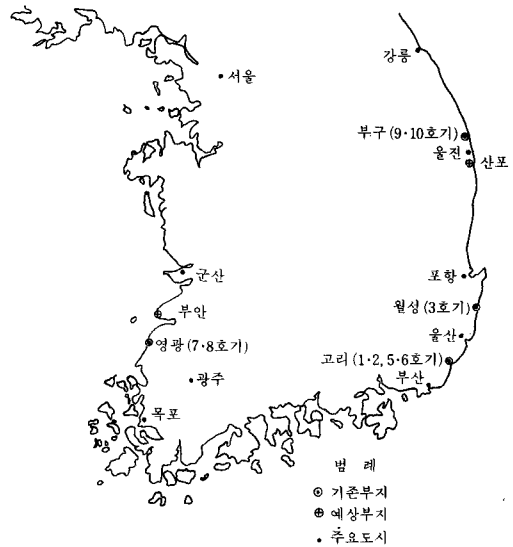 강릉
서울
부구 (9·10호기)
울진
산포
군산
포항
부안
월성 (3호기)
영광 (7·8호기)
울산
고리 (1·2, 5·6호기)
광주
부산
목포
범 례
기존부지
예상부지
주요도시